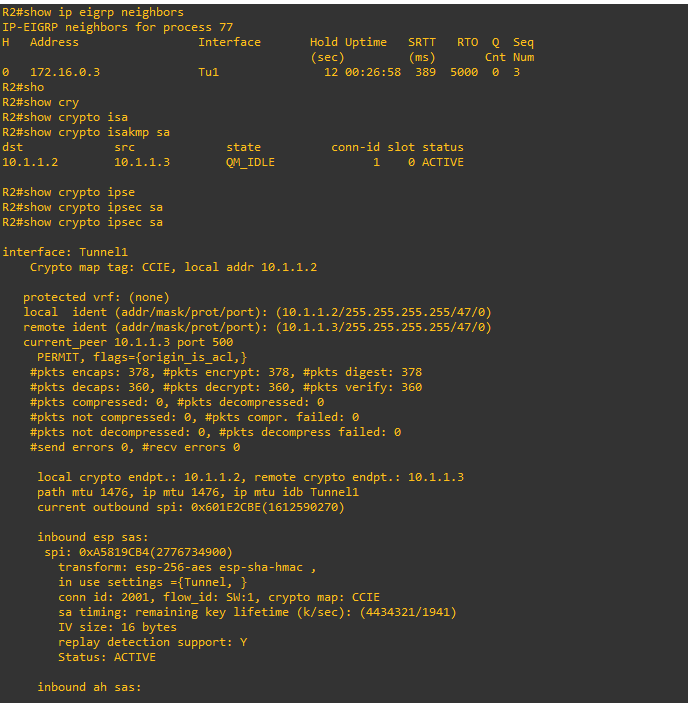 R2#show ip eigrp neighbors
IP-EIGRP neighbors for process 77
H   Address                 Interface       Hold Uptime   SRTT   RTO  Q  Seq
                                            (sec)         (ms)       Cnt Num
0   172.16.0.3              Tu1               12 00:26:58  389  5000  0  3
R2#sho
R2#show cry
R2#show crypto isa
R2#show crypto isakmp sa
dst             src             state          conn-id slot status
10.1.1.2        10.1.1.3        QM_IDLE              1    0 ACTIVE
R2#show crypto ipse
R2#show crypto ipsec sa
R2#show crypto ipsec sa
interface: Tunnel1
    Crypto map tag: CCIE, local addr 10.1.1.2
   protected vrf: (none)
   local  ident (addr/mask/prot/port): (10.1.1.2/255.255.255.255/47/0)
   remote ident (addr/mask/prot/port): (10.1.1.3/255.255.255.255/47/0)
   current_peer 10.1.1.3 port 500
     PERMIT, flags={origin_is_acl,}
    #pkts encaps: 378, #pkts encrypt: 378, #pkts digest: 378
    #pkts decaps: 360, #pkts decrypt: 360, #pkts verify: 360
    #pkts compressed: 0, #pkts decompressed: 0
    #pkts not compressed: 0, #pkts compr. failed: 0
    #pkts not decompressed: 0, #pkts decompress failed: 0
    #send errors 0, #recv errors 0
     local crypto endpt.: 10.1.1.2, remote crypto endpt.: 10.1.1.3
     path mtu 1476, ip mtu 1476, ip mtu idb Tunnel1
     current outbound spi: 0x601E2CBE(1612590270)
     inbound esp sas:
      spi: 0xA5819CB4(2776734900)
        transform: esp-256-aes esp-sha-hmac ,
        in use settings ={Tunnel, }
        conn id: 2001, flow_id: SW:1, crypto map: CCIE
        sa timing: remaining key lifetime (k/sec): (4434321/1941)
        IV size: 16 bytes
        replay detection support: Y
        Status: ACTIVE
     inbound ah sas: